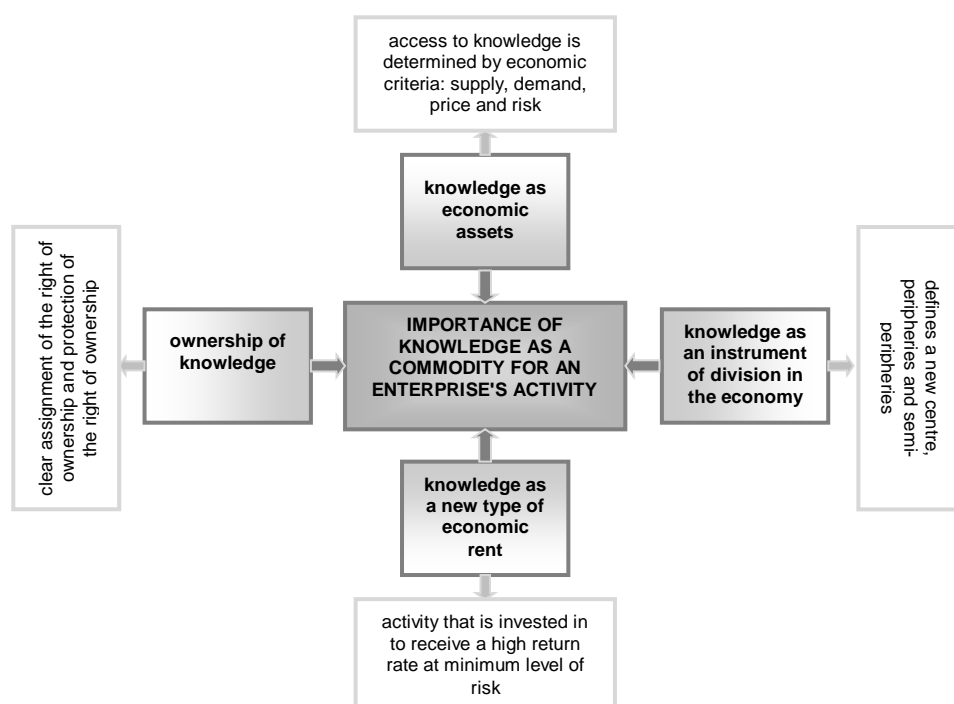 access to knowledge is
determined by economic
criteria: supply, demand,
price and risk
knowledge as
economic
assets
clear assignment of the right of
ownership and protection of
the right of ownership
ownership of
knowledge
IMPORTANCE OF
KNOWLEDGE AS A
COMMODITY FOR AN
ENTERPRISE'S ACTIVITY
knowledge as
an instrument
of division in
the economy
defines a new centre,
peripheries and semi-
peripheries
knowledge as
a new type of
economic
rent
activity that is invested in
to receive a high return
rate at minimum level of
risk